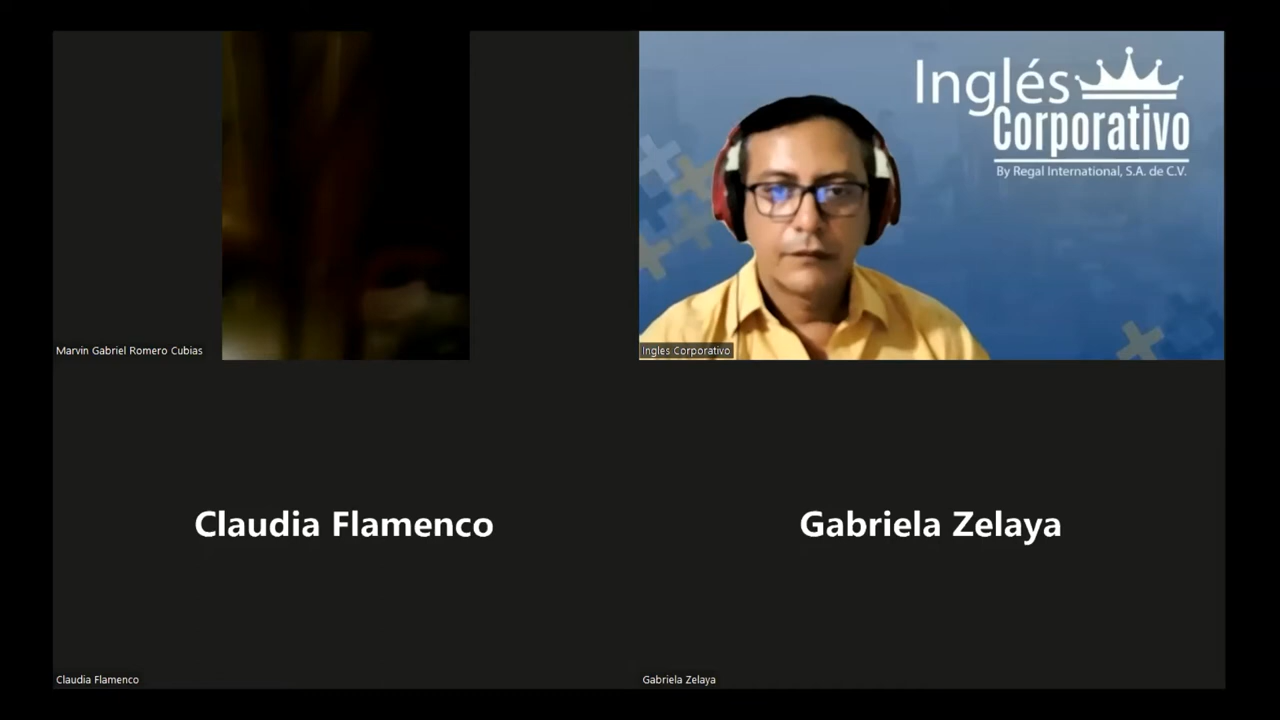 Inglés
Corporativo
By Regal International, S.A. de C.V.
Marvin Gabriel Romero Cubias
Ingles Corporativo
Claudia Flamenco
Gabriela Zelaya
Claudia Flamenco
Gabriela Zelaya